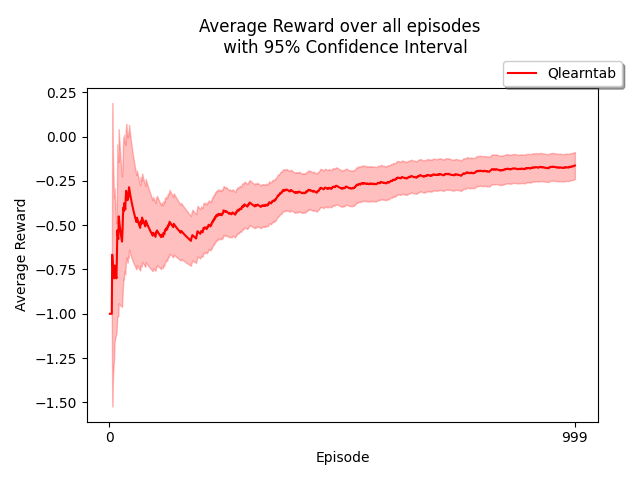 Average Reward over all episodes
with 95% Confidence Interval
Qlearntab
0.25
0.00
−0.25
−0.50
−0.75
−1.00
−1.25
−1.50
Average Reward
0
999
Episode